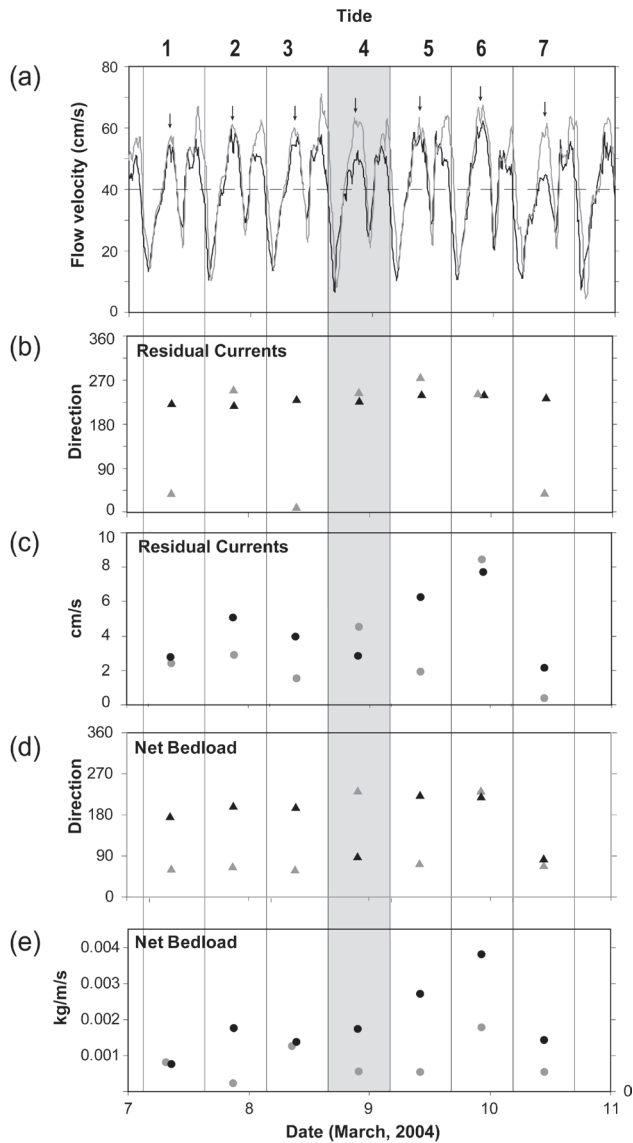 Tide
1 2 3 4 5 6 7
(a)
80
60
40
20
0
Flow velocity (cm/s)
(b)
Residual Currents
360
270
180
90
0
Direction
(c)
Residual Currents
10
8
6
4
2
0
cm/s
(d)
Net Bedload
360
270
180
90
0
Direction
(e)
Net Bedload
0.004
0.003
0.002
0.001
0
kg/m/s
7 8 9 10 11
Date (March, 2004)